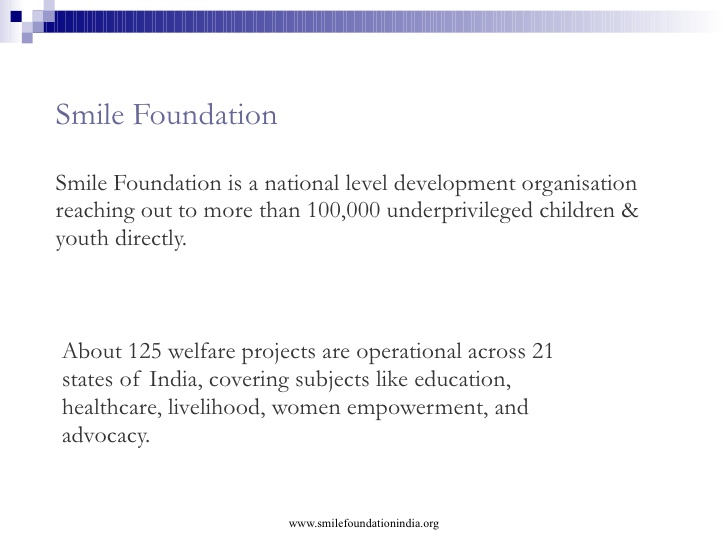 Smile Foundation
Smile Foundation is a national level development organisation
reaching out to more than 100,000 underprivileged children &
youth directly.
About 125 welfare projects are operational across 21
states of India, covering subjects like education,
healthcare, livelihood, women empowerment, and
advocacy.
www.smilefoundationindia.org